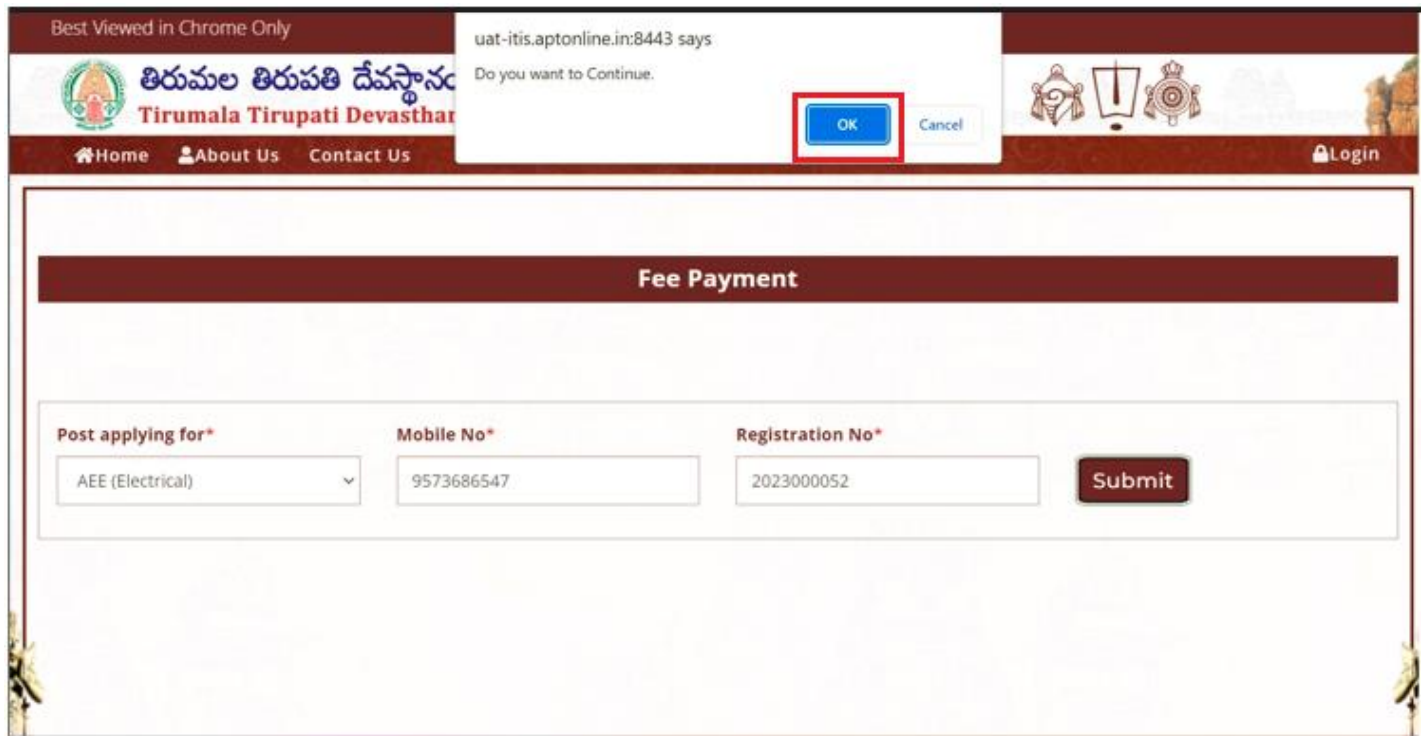 Best Viewed in Chrome Only
uat-itis.aptonline.in:8443 says
Do you want to Continue.
OK Cancel
తిరుమల తిరుపతి దేవస్థానం
Tirumala Tirupati Devasthan
Home About Us Contact Us Login
Fee Payment
Post applying for* Mobile No* Registration No*
AEE (Electrical) 9573686547 2023000052 Submit